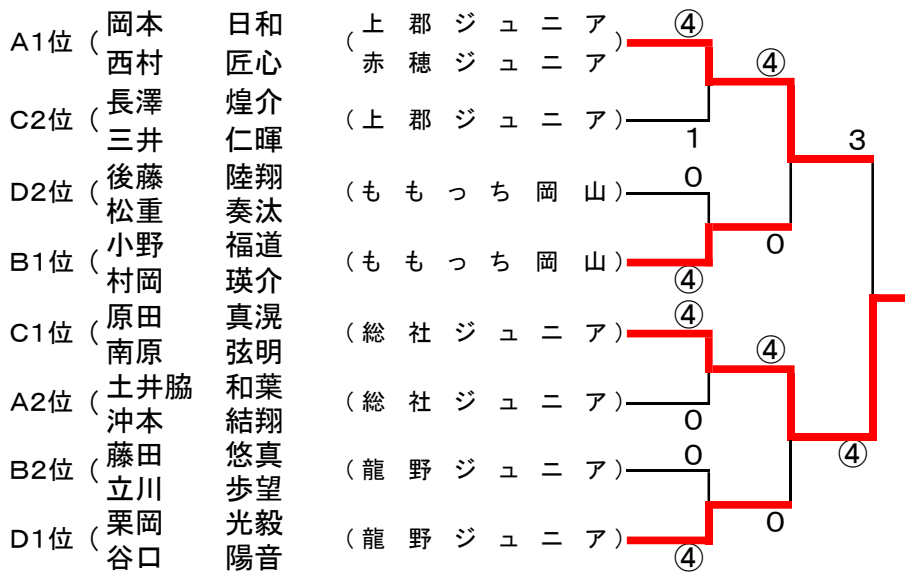 岡本 日和 上郡ジュニア ④
A1位 ( ( )
西村 匠心 赤穂ジュニア ④
長澤 煌介
C2位 ( (上郡ジュニア)
三井 仁暉 1 3
後藤 陸翔 0
D2位 ( (ももっち岡山)
松重 奏汰
小野 福道 0
B1位 ( (ももっち岡山)
村岡 瑛介 ④
原田 真滉 ④
C1位 ( (総社ジュニア)
南原 弦明 ④
土井脇 和葉
A2位 ( (総社ジュニア)
沖本 結翔 0
藤田 悠真 0 ④
B2位 ( (龍野ジュニア)
立川 歩望
栗岡 光毅 0
D1位 ( (龍野ジュニア)
谷口 陽音 ④